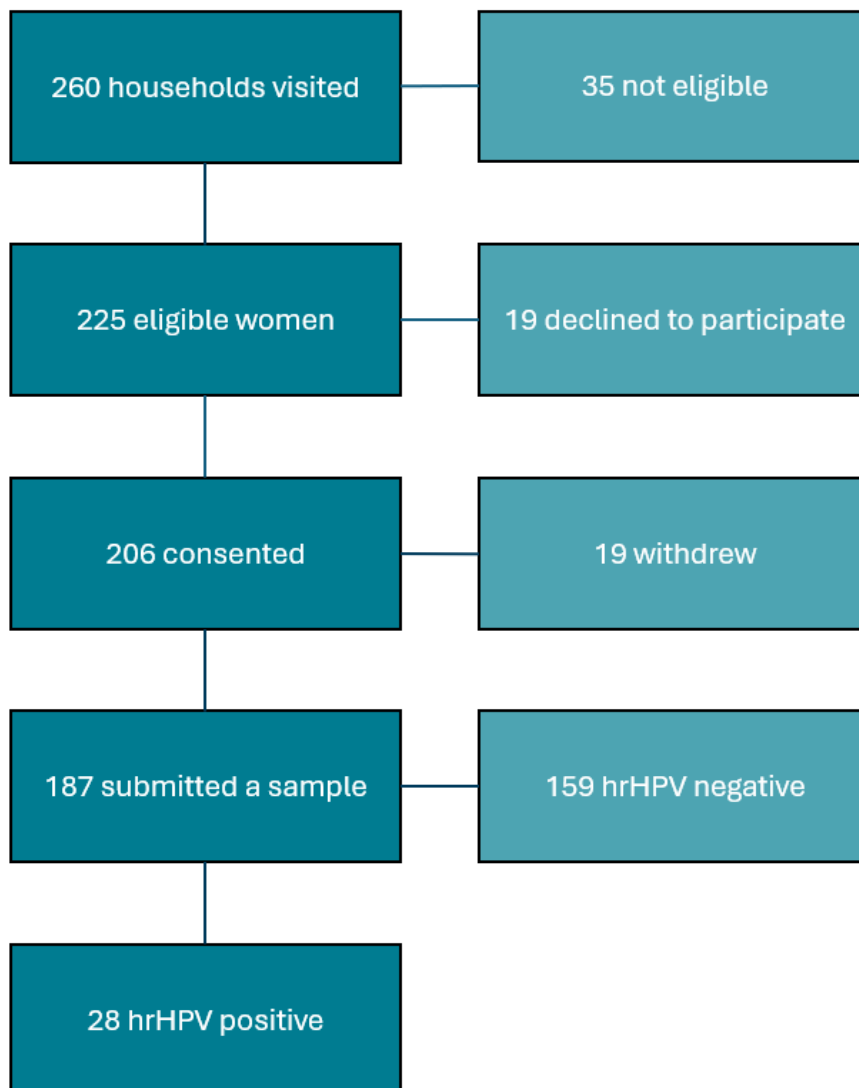 260 households visited
35 not eligible
225 eligible women
19 declined to participate
206 consented
19 withdrew
187 submitted a sample
159 hrHPV negative
28 hrHPV positive